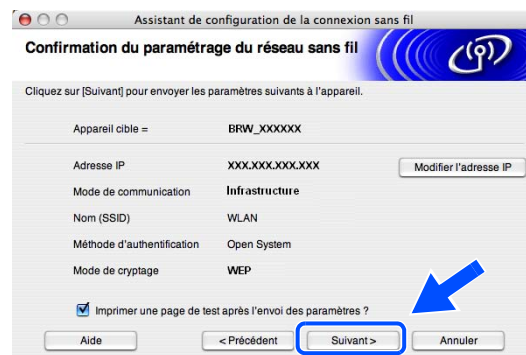 Assistant de configuration de la connexion sans fil
Confirmation du paramétrage du réseau sans fil
Cliquez sur [Suivant] pour envoyer les paramètres suivants à l'appareil.
Appareil cible = BRW_XXXXXX
Adresse IP XXX.XXX.XXX.XXX Modifier l'adresse IP
Mode de communication Infrastructure
Nom (SSID) WLAN
Méthode d'authentification Open System
Mode de cryptage WEP
Imprimer une page de test après l'envoi des paramètres ?
Aide < Précédent Suivant > Annuler